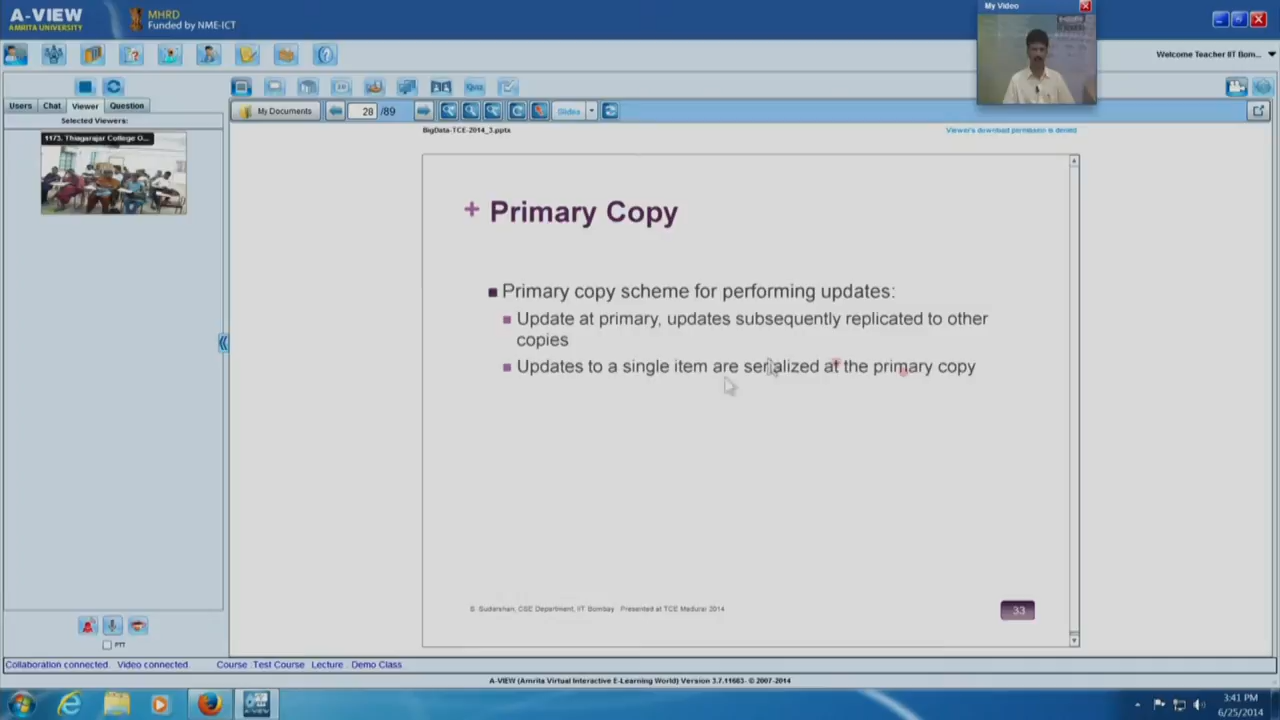 A-VIEW
AMRITA UNIVERSITY
MHRD
Funded by NME-ICT
My Video
Welcome Teacher IIT Bom...
Users Chat Viewer Question
Selected Viewers:
1173. Thiagarajar College O...
My Documents 28 /89 Slides
Quiz
BigData-TCE-2014_3.pptx
Viewer's download permission is denied
+ Primary Copy
Primary copy scheme for performing updates:
Update at primary, updates subsequently replicated to other
copies
Updates to a single item are serialized at the primary copy
S. Sudarshan, CSE Department, IIT Bombay Presented at TCE Madurai 2014
33
PTT
Collaboration connected. Video connected. Course : Test Course Lecture : Demo Class
A-VIEW (Amrita Virtual Interactive E-Learning World) Version 3.7.11663- © 2007-2014
3:41 PM
6/25/2014